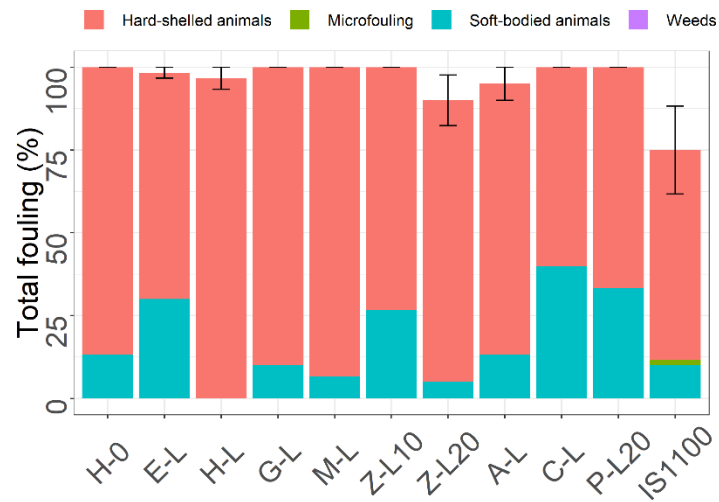 Hard-shelled animals Microfouling Soft-bodied animals Weeds
Total fouling (%)
100
75
50
25
0
H-0 E-L H-L G-L M-L Z-L10 Z-L20 A-L C-L P-L20 IS1100